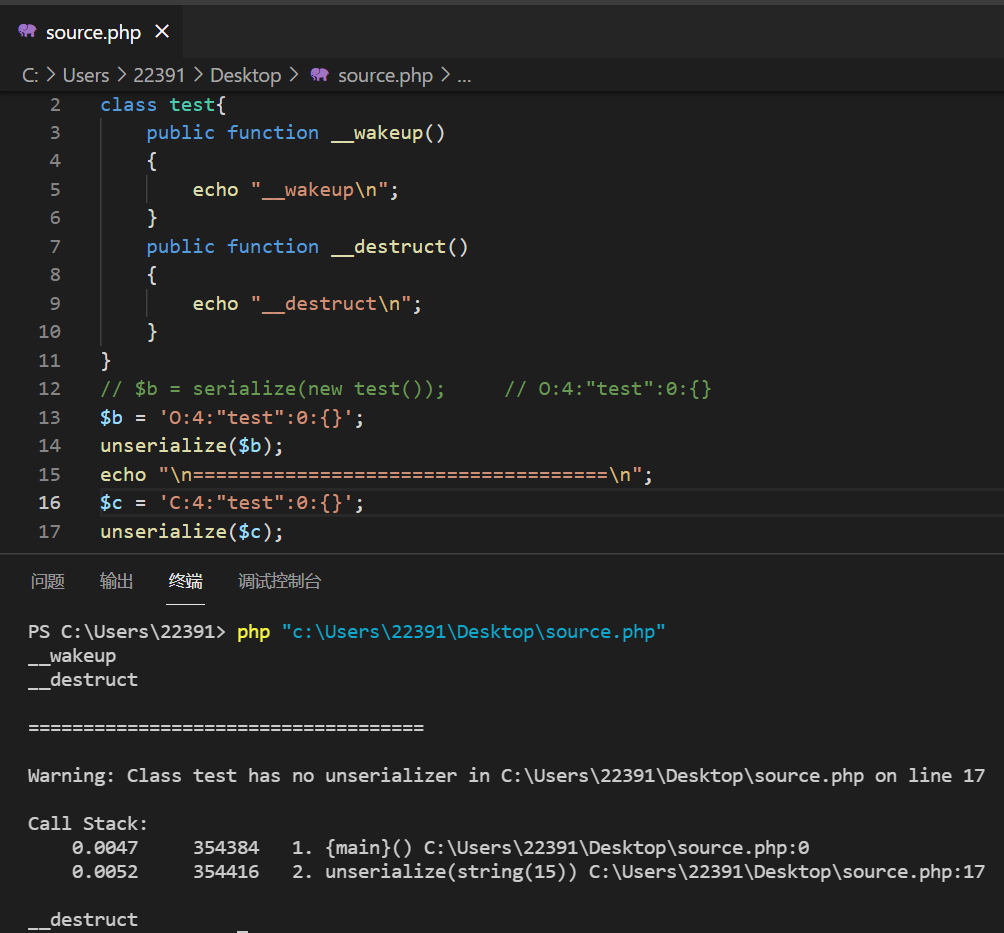 source.php
C: > Users > 22391 > Desktop > source.php > ...
2 class test{
3 public function __wakeup()
4 {
5 echo "__wakeup\n";
6 }
7 public function __destruct()
8 {
9 echo "__destruct\n";
10 }
11 }
12 // $b = serialize(new test()); // O:4:"test":0:{}
13 $b = 'O:4:"test":0:{}';
14 unserialize($b);
15 echo "\n====================================\n";
16 $c = 'C:4:"test":0:{}';
17 unserialize($c);
问题 输出 终端 调试控制台
PS C:\Users\22391> php "c:\Users\22391\Desktop\source.php"
__wakeup
__destruct
====================================
Warning: Class test has no unserializer in C:\Users\22391\Desktop\source.php on line 17
Call Stack:
0.0047 354384 1. {main}() C:\Users\22391\Desktop\source.php:0
0.0052 354416 2. unserialize(string(15)) C:\Users\22391\Desktop\source.php:17
__destruct